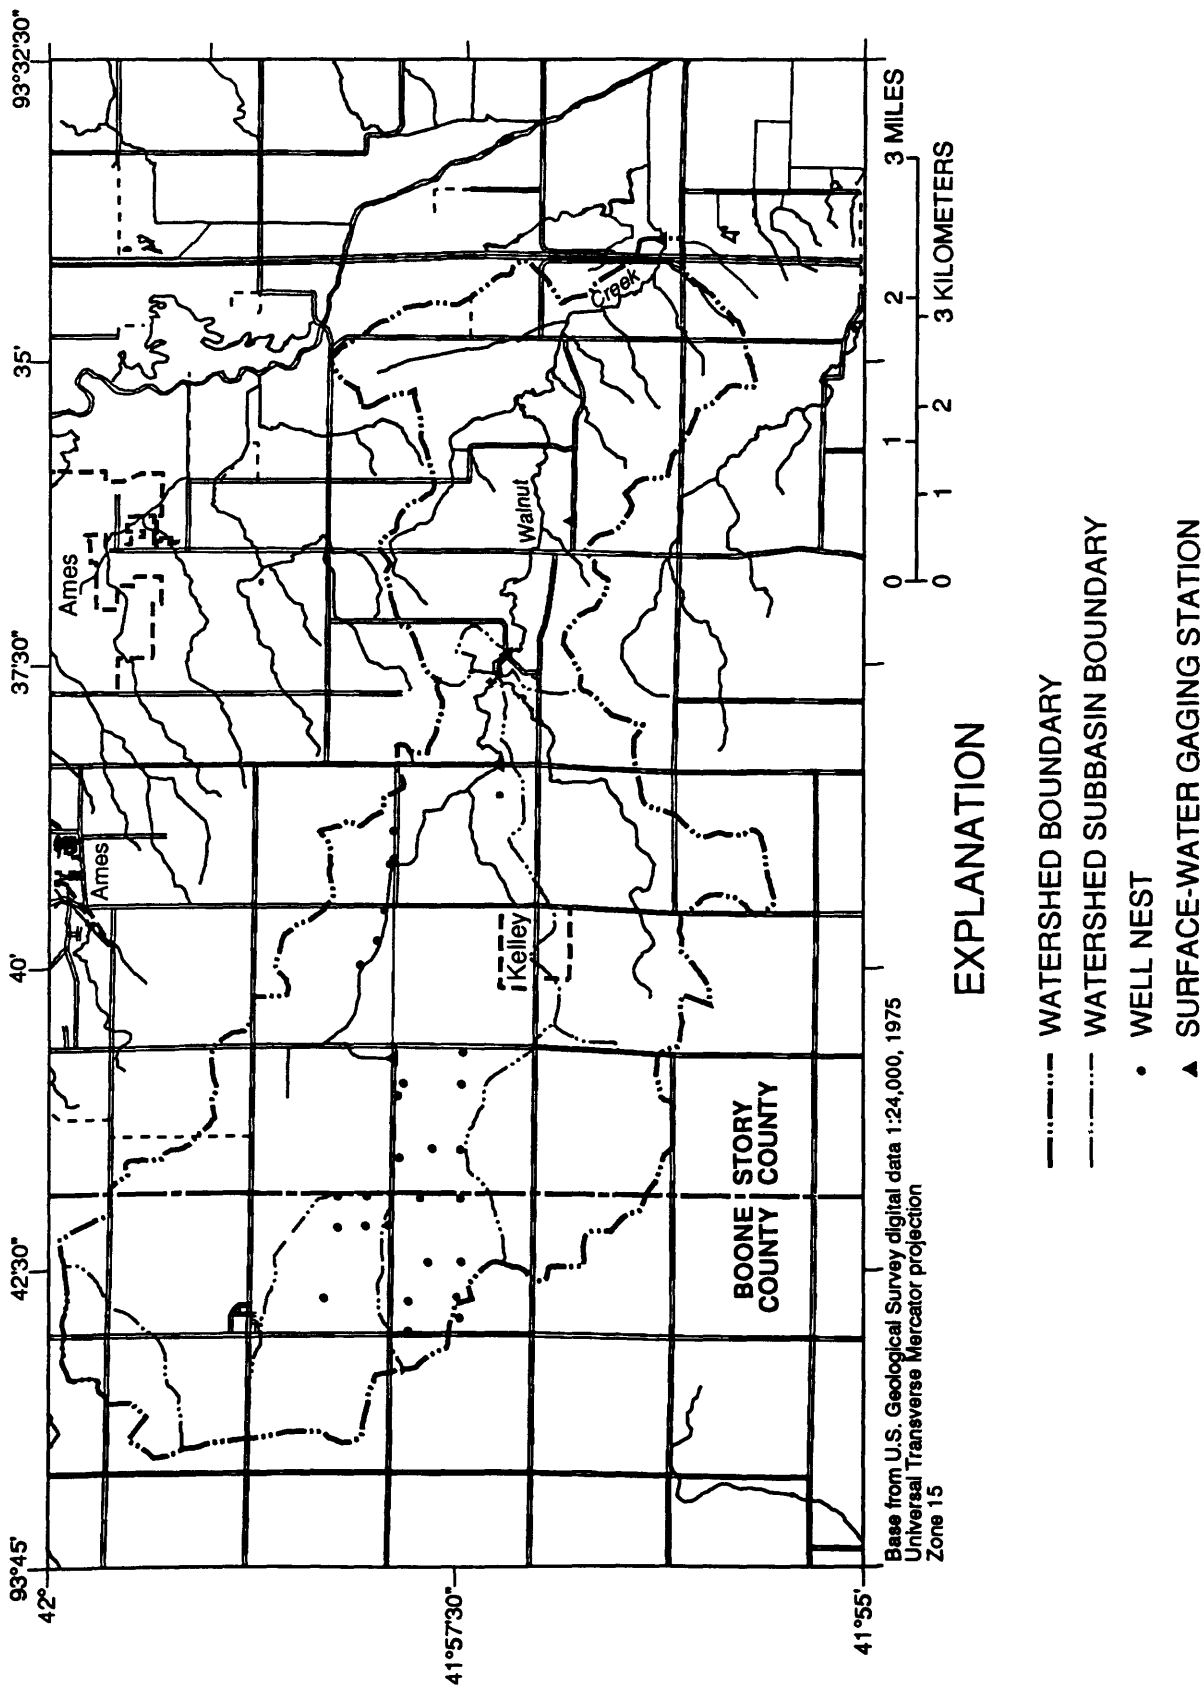 93°45'
42'30"
40'
37'30"
35'
93°32'30"
42°
41°57'30"
41°55'
Ames
Ames
Kelley
Walnut
Creek
BOONE
COUNTY
STORY
COUNTY
Base from U.S. Geological Survey digital data 1:24,000, 1975
Universal Transverse Mercator projection
Zone 15
0 1 2 3 MILES
0 1 2 3 KILOMETERS
EXPLANATION
WATERSHED BOUNDARY
WATERSHED SUBBASIN BOUNDARY
WELL NEST
SURFACE-WATER GAGING STATION